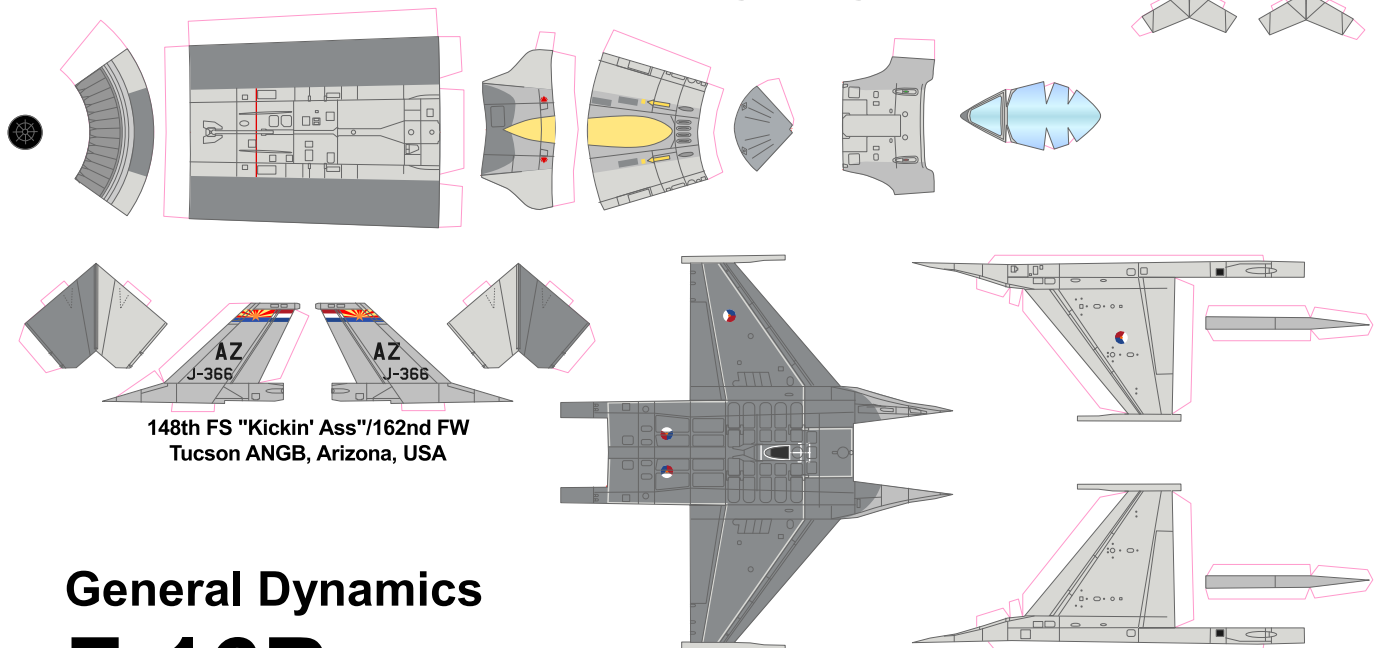 AZ
J-366
AZ
J-366
148th FS "Kickin' Ass"/162nd FW
Tucson ANGB, Arizona, USA
General Dynamics